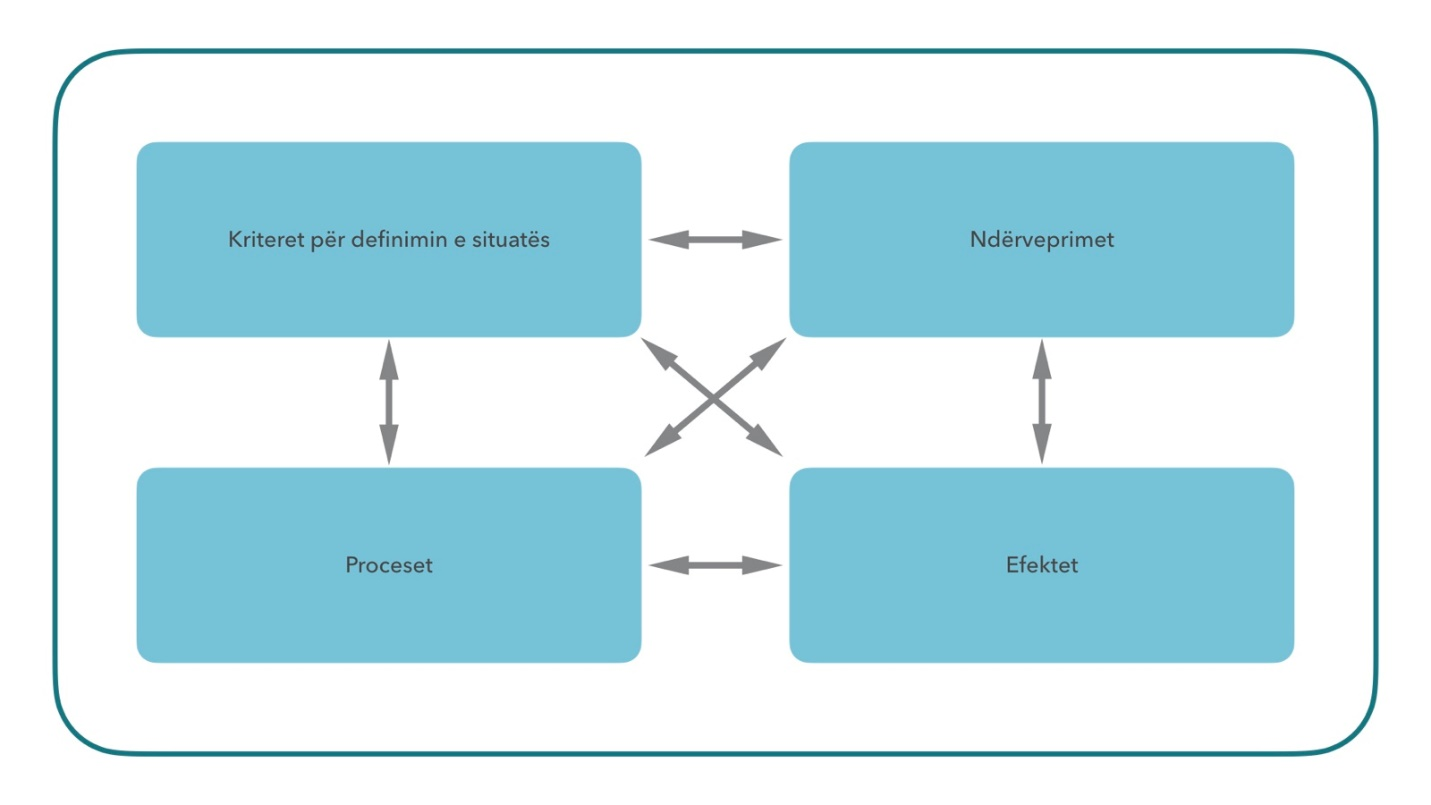 Kriteret për definimin e situatës
Ndërveprimet
Proceset
Efektet